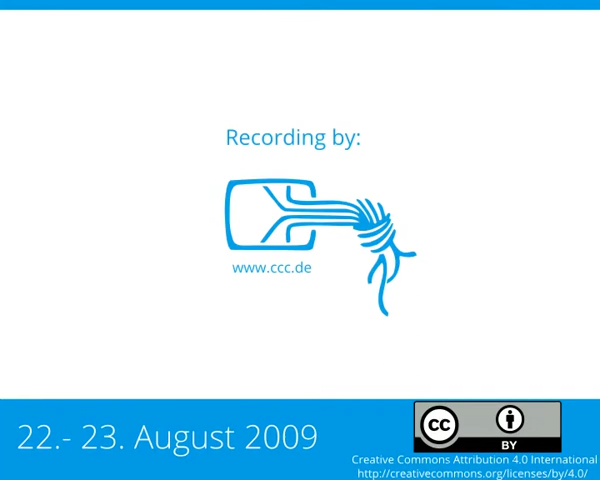 Recording by:
www.ccc.de
22.- 23. August 2009
cc
BY
Creative Commons Attribution 4.0 International
http://creativecommons.org/licenses/by/4.0/